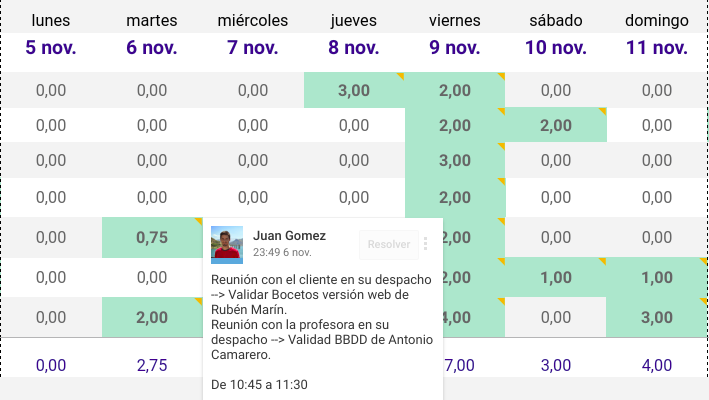 lunes martes miércoles jueves viernes sábado domingo
5 nov. 6 nov. 7 nov. 8 nov. 9 nov. 10 nov. 11 nov.
0,00 0,00 0,00 3,00 2,00 0,00 0,00
0,00 0,00 0,00 0,00 2,00 2,00 0,00
0,00 0,00 0,00 0,00 3,00 0,00 0,00
0,00 0,00 0,00 0,00 2,00 0,00 0,00
0,00 0,75 2,00 0,00 0,00
0,00 0,00 2,00 1,00 1,00
0,00 2,00 4,00 0,00 3,00
0,00 2,75 7,00 3,00 4,00
Juan Gomez
23:49 6 nov.
Resolver
Reunión con el cliente en su despacho
--> Validar Bocetos versión web de
Rubén Marín.
Reunión con la profesora en su
despacho --> Validad BBDD de Antonio
Camarero.
De 10:45 a 11:30